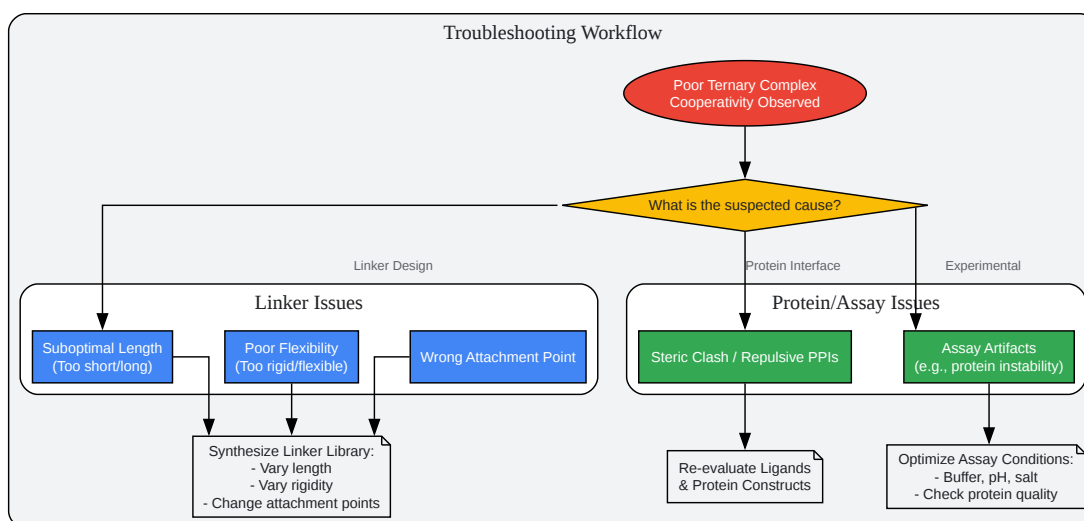 Troubleshooting Workflow
Poor Ternary Complex
Cooperativity Observed
What is the suspected cause?
Linker Design
Protein Interface
Experimental
Linker Issues
Protein/Assay Issues
Suboptimal Length
(Too short/long)
Poor Flexibility
(Too rigid/flexible)
Wrong Attachment Point
Steric Clash / Repulsive PPIs
Assay Artifacts
(e.g., protein instability)
Synthesize Linker Library:
- Vary length
- Vary rigidity
- Change attachment points
Re-evaluate Ligands
& Protein Constructs
Optimize Assay Conditions:
- Buffer, pH, salt
- Check protein quality